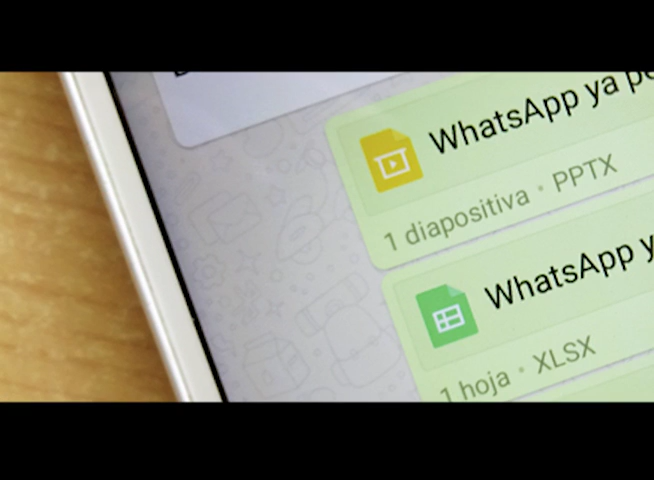 WhatsApp ya
1 diapositiva • PPTX
WhatsApp
1 hoja • XLSX